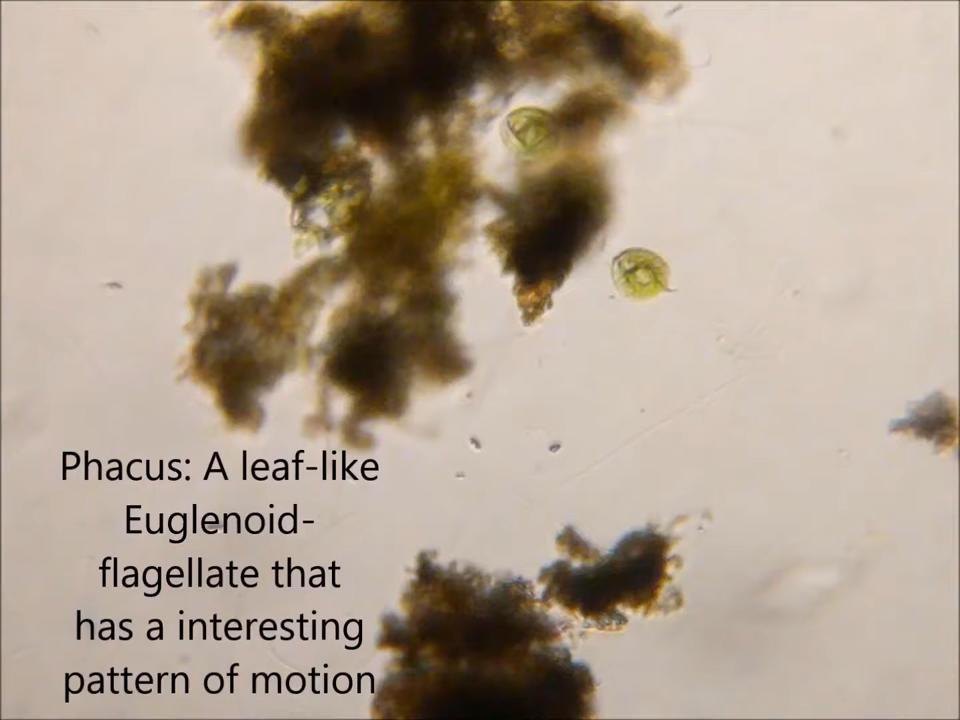 Phacus: A leaf-like
Euglenoid-
flagellate that
has a interesting
pattern of motion